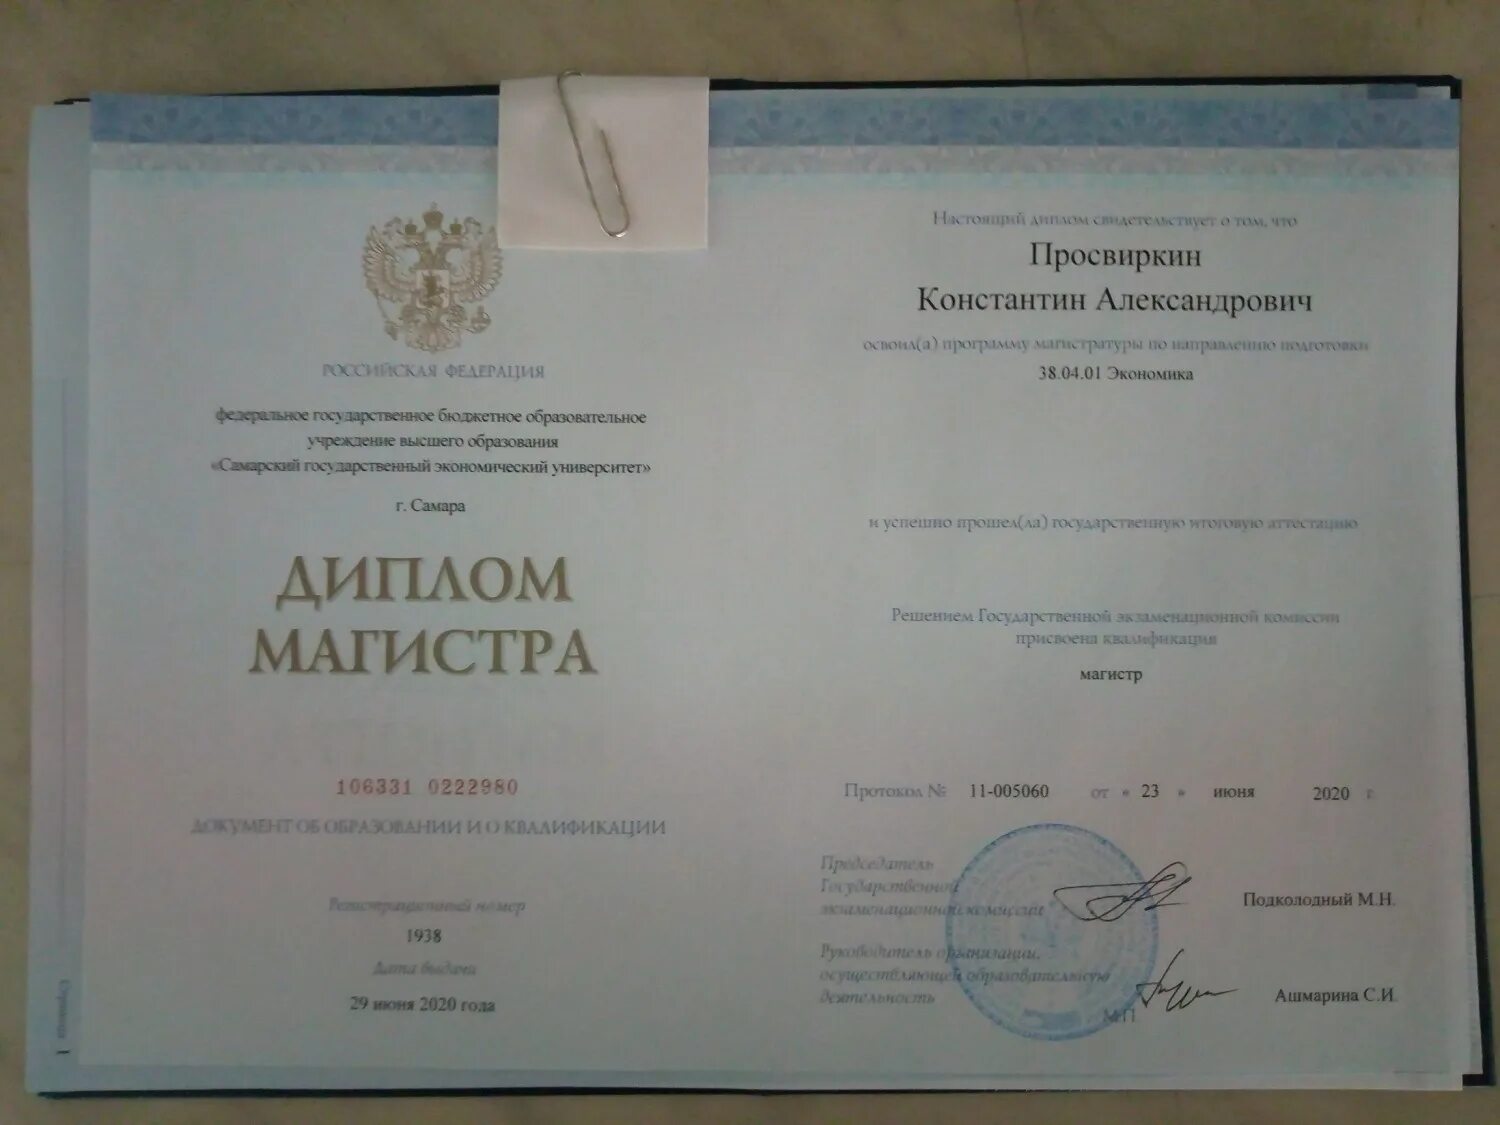 РОССИЙСКАЯ ФЕДЕРАЦИЯ
федеральное государственное бюджетное образовательное
учреждение высшего образования
«Самарский государственный экономический университет»
г. Самара
ДИПЛОМ
МАГИСТРА
106331 0222980
ДОКУМЕНТ ОБ ОБРАЗОВАНИИ И О КВАЛИФИКАЦИИ
Регистрационный номер
1938
Дата выдачи
29 июня 2020 года
Страница 1
Настоящий диплом свидетельствует о том, что
Просвиркин
Константин Александрович
освоил(а) программу магистратуры по направлению подготовки
38.04.01 Экономика
и успешно прошел(ла) государственную итоговую аттестацию
Решением Государственной экзаменационной комиссии
присвоена квалификация
магистр
Протокол № 11-005060 от « 23 » июня 2020 г.
Председатель
Государственной
экзаменационной комиссии
Подколодный М.Н.
Руководитель организации,
осуществляющей образовательную
деятельность
Ашмарина С.И.
М.П.